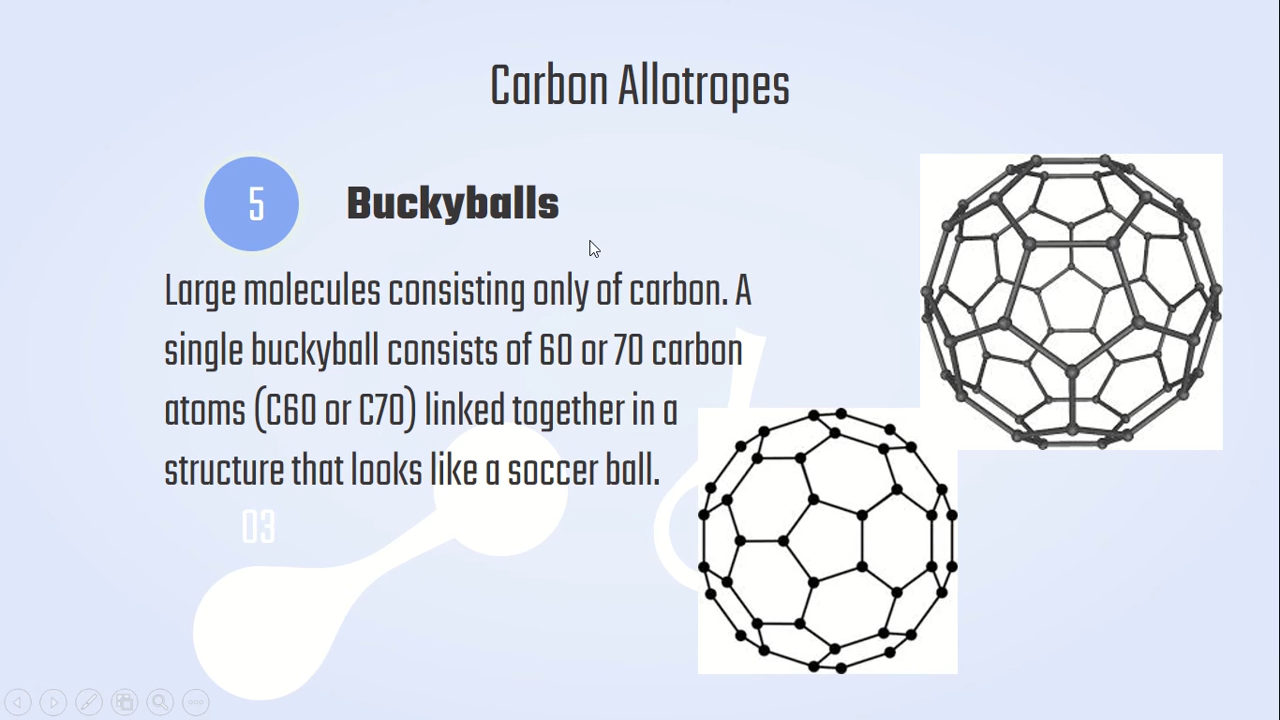 Carbon Allotropes
5
Buckyballs
Large molecules consisting only of carbon. A
single buckyball consists of 60 or 70 carbon
atoms (C60 or C70) linked together in a
structure that looks like a soccer ball.
03